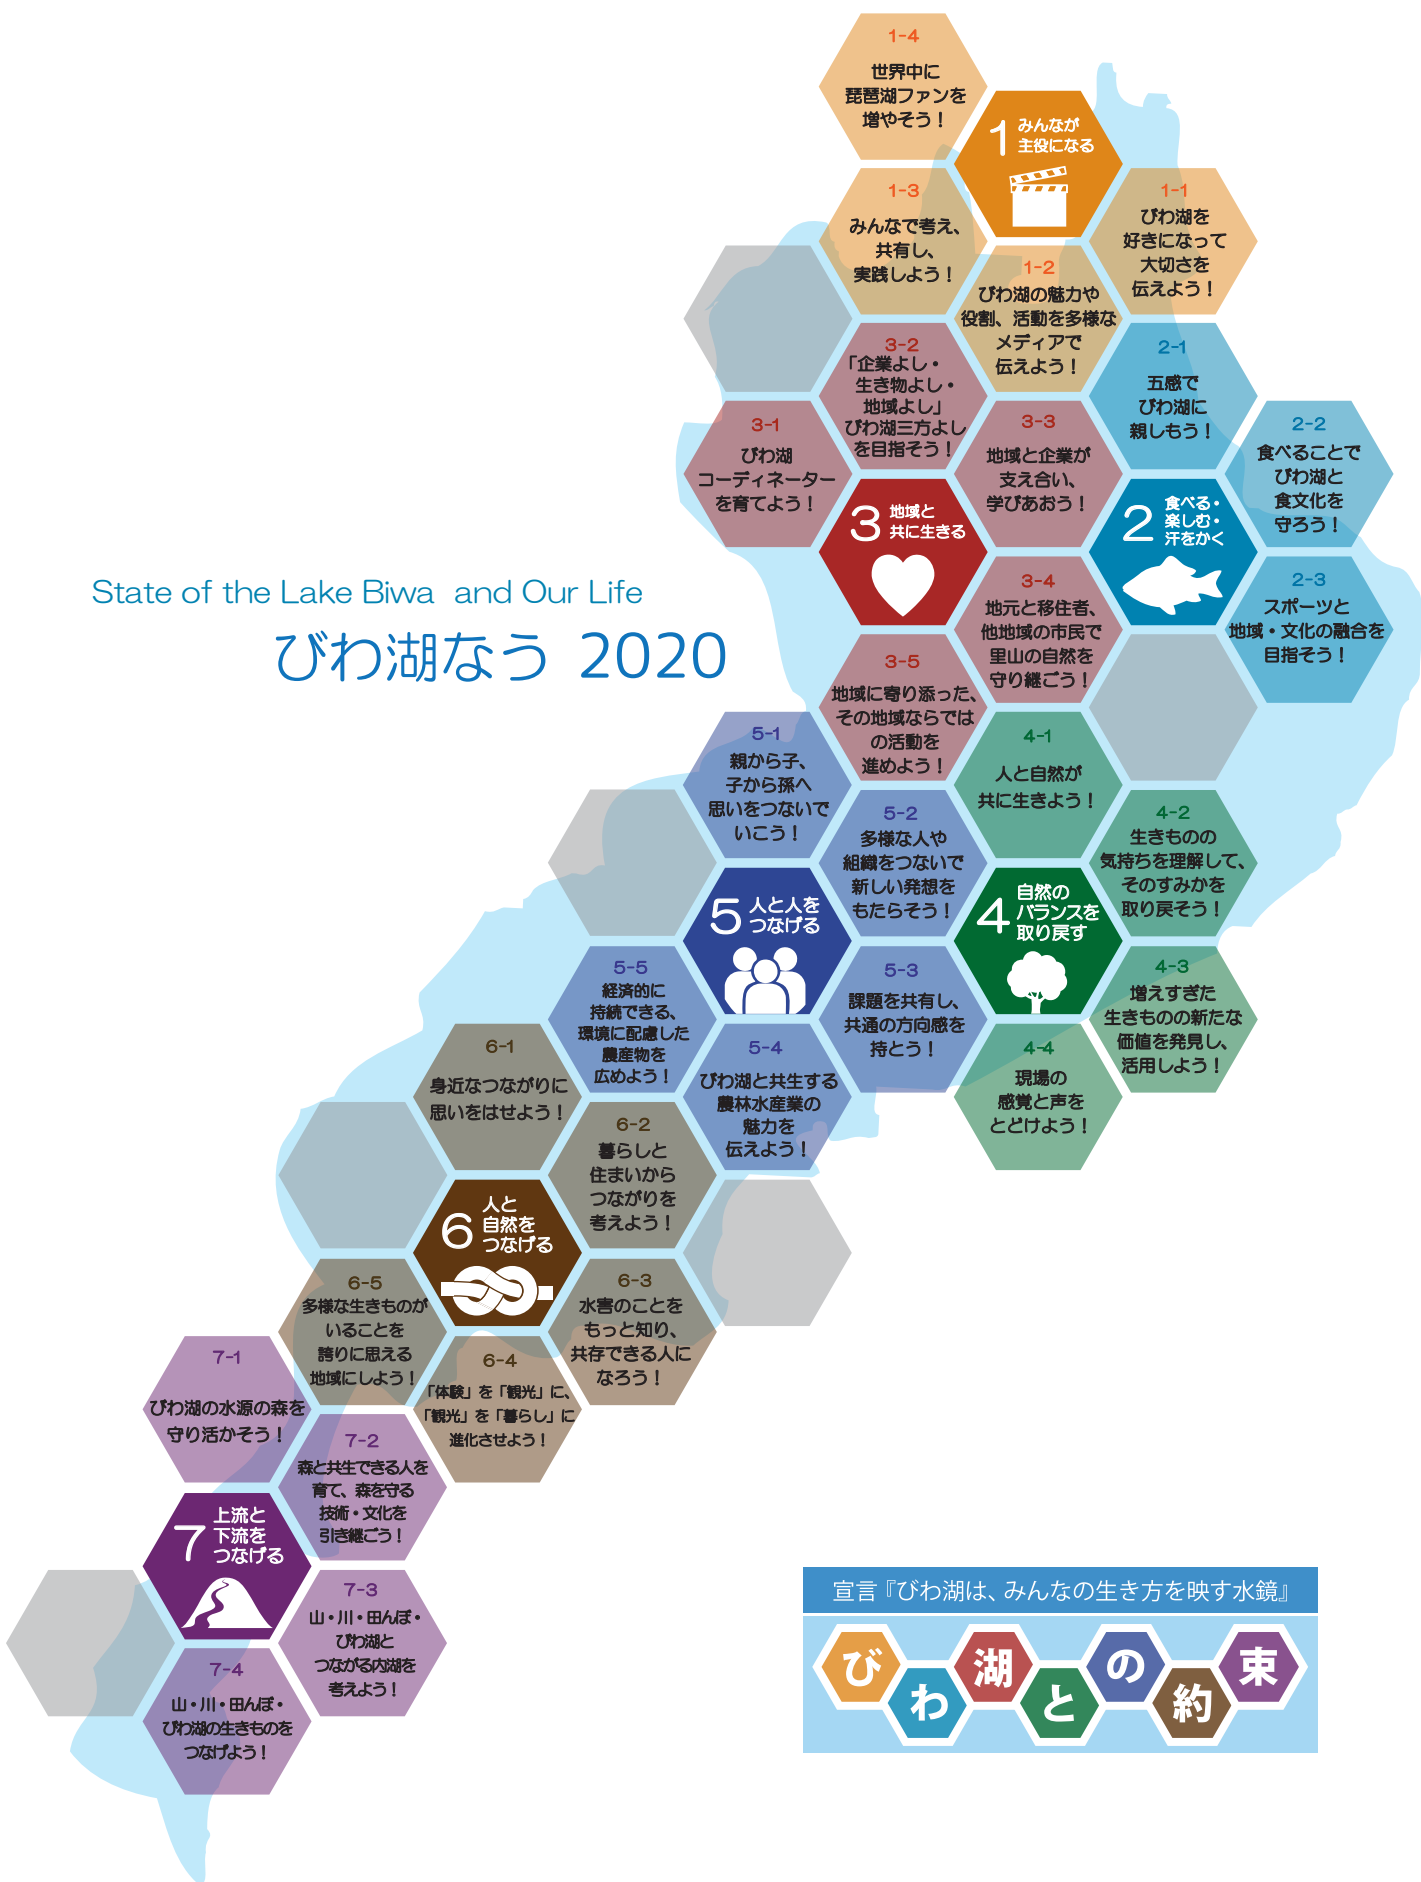 1-4
世界中に
琵琶湖ファンを
増やそう！
1 みんなが
主役になる
1-3
みんなで考え、
共有し、
実践しよう！
1-1
びわ湖を
好きになって
大切さを
伝えよう！
1-2
びわ湖の魅力や
役割、活動を多様な
メディアで
伝えよう！
3-2
「企業よし・
生き物よし・
地域よし」
びわ湖三方よし
を目指そう！
2-1
五感で
びわ湖に
親しもう！
3-1
びわ湖
コーディネーター
を育てよう！
3-3
地域と企業が
支え合い、
学びあおう！
2-2
食べることで
びわ湖と
食文化を
守ろう！
3 地域と
共に生きる
2 食べる・
楽しむ・
汗をかく
3-4
地元と移住者、
他地域の市民で
里山の自然を
守り継ごう！
2-3
スポーツと
地域・文化の融合を
目指そう！
State of the Lake Biwa and Our Life
びわ湖なう 2020
3-5
地域に寄り添った、
その地域ならでは
の活動を
進めよう！
5-1
親から子、
子から孫へ
思いをつないで
いこう！
4-1
人と自然が
共に生きよう！
5-2
多様な人や
組織をつないで
新しい発想を
もたらそう！
4-2
生きものの
気持ちを理解して、
そのすみかを
取り戻そう！
5 人と人を
つなげる
4 自然の
バランスを
取り戻す
5-5
経済的に
持続できる、
環境に配慮した
農産物を
広めよう！
5-3
課題を共有し、
共通の方向感を
持とう！
4-3
増えすぎた
生きものの新たな
価値を発見し、
活用しよう！
6-1
身近なつながりに
思いをはせよう！
5-4
びわ湖と共生する
農林水産業の
魅力を
伝えよう！
4-4
現場の
感覚と声を
とどけよう！
6-2
暮らしと
住まいから
つながりを
考えよう！
6 人と
自然を
つなげる
6-5
多様な生きものが
いることを
誇りに思える
地域にしよう！
6-3
水害のことを
もっと知り、
共存できる人に
なろう！
7-1
びわ湖の水源の森を
守り活かそう！
6-4
「体験」を「観光」に、
「観光」を「暮らし」に
進化させよう！
7-2
森と共生できる人を
育て、森を守る
技術・文化を
引き継ごう！
7 上流と
下流を
つなげる
7-3
山・川・田んぼ・
びわ湖と
つながる内湖を
考えよう！
7-4
山・川・田んぼ・
びわ湖の生きものを
つなげよう！
宣言『びわ湖は、みんなの生き方を映す水鏡』
びわ湖との約束